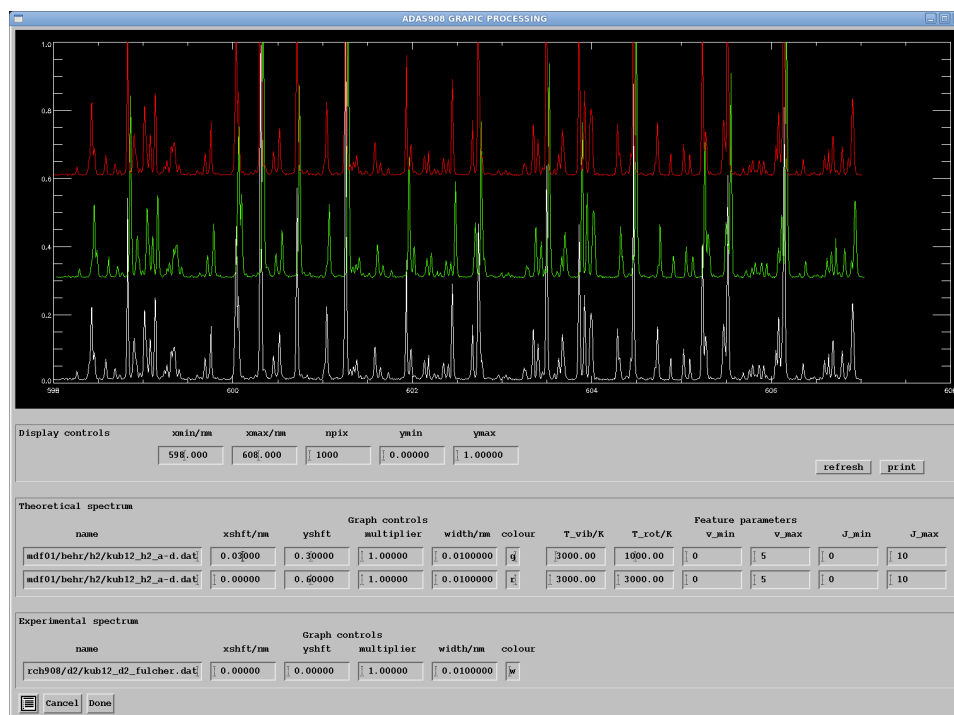 ADAS908 GRAPIC PROCESSING
1.0
0.8
0.6
0.4
0.2
0.0
598 600 602 604 606 608
Display controls xmin/nm xmax/nm npix ymin ymax
598.000 608.000 1000 0.00000 1.00000
refresh print
Theoretical spectrum
Graph controls Feature parameters
name xshft/nm yshft multiplier width/nm colour T_vib/K T_rot/K v_min v_max J_min J_max
mdf01/behr/h2/kub12_h2_a-d.dat 0.03000 0.30000 1.00000 0.0100000 g 3000.00 1000.00 0 5 0 10
mdf01/behr/h2/kub12_h2_a-d.dat 0.00000 0.60000 1.00000 0.0100000 r 3000.00 3000.00 0 5 0 10
Experimental spectrum
Graph controls
name xshft/nm yshft multiplier width/nm colour
rch908/d2/kub12_d2_fulcher.dat 0.00000 0.00000 1.00000 0.0100000 w
Cancel Done